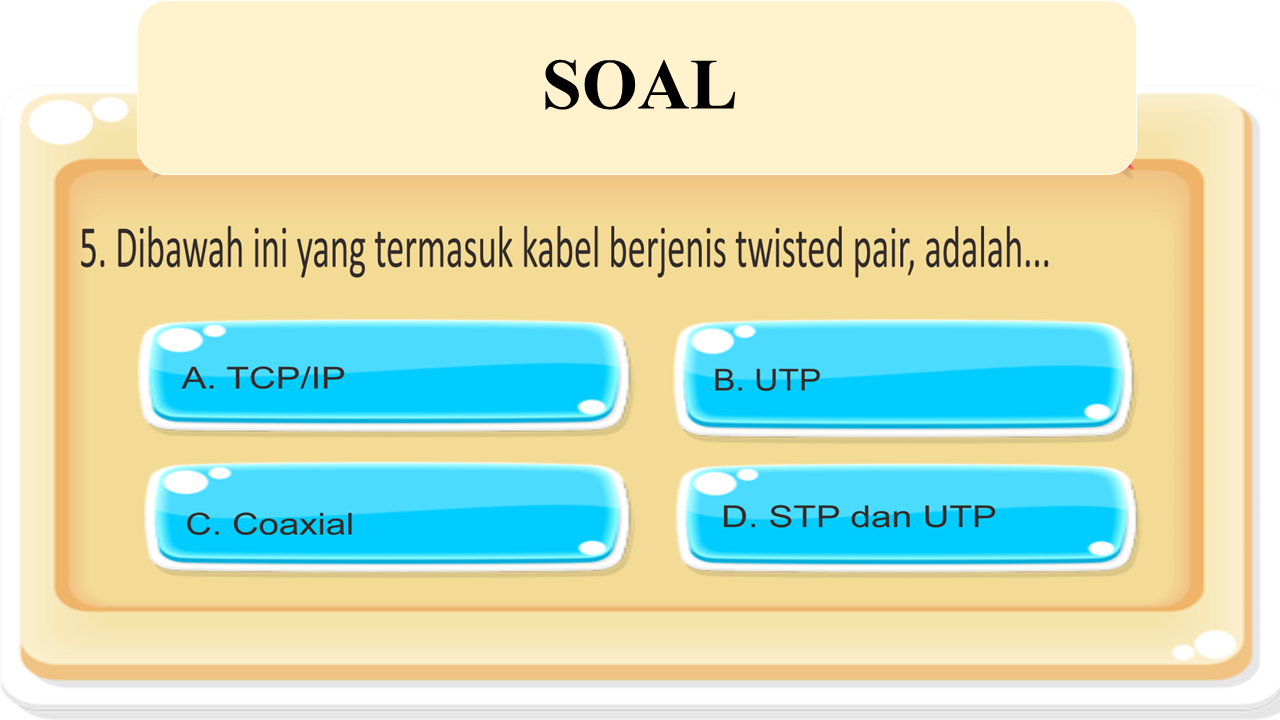 SOAL
5. Dibawah ini yang termasuk kabel berjenis twisted pair, adalah...
A. TCP/IP
B. UTP
C. Coaxial
D. STP dan UTP